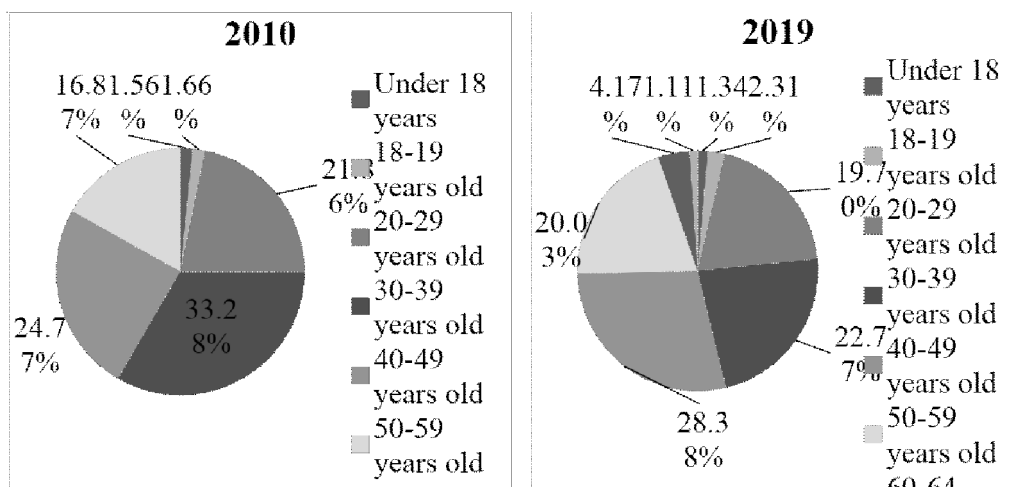 2010
16.81.561.66
7% % %
21.
6%
33.2
8%
24.7
7%
Under 18
years
18-19
years old
20-29
years old
30-39
years old
40-49
years old
50-59
years old
2019
4.171.111.342.31
% % % %
19.7
0%
20.0
3%
22.7
7%
28.3
8%
Under 18
years
18-19
years old
20-29
years old
30-39
years old
40-49
years old
50-59
years old
60-64